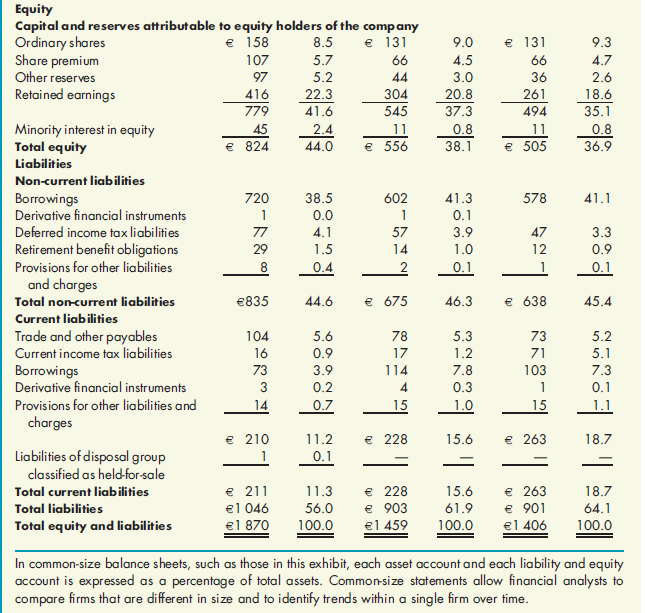 Equity
Capital and reserves attributable to equity holders of the company
Ordinary shares € 158 8.5 € 131 9.0 € 131 9.3
Share premium 107 5.7 66 4.5 66 4.7
Other reserves 97 5.2 44 3.0 36 2.6
Retained earnings 416 22.3 304 20.8 261 18.6
779 41.6 545 37.3 494 35.1
Minority interest in equity 45 2.4 11 0.8 11 0.8
Total equity € 824 44.0 € 556 38.1 € 505 36.9
Liabilities
Non-current liabilities
Borrowings 720 38.5 602 41.3 578 41.1
Derivative financial instruments 1 0.0 1 0.1
Deferred income tax liabilities 77 4.1 57 3.9 47 3.3
Retirement benefit obligations 29 1.5 14 1.0 12 0.9
Provisions for other liabilities 8 0.4 2 0.1 1 0.1
and charges
Total non-current liabilities €835 44.6 € 675 46.3 € 638 45.4
Current liabilities
Trade and other payables 104 5.6 78 5.3 73 5.2
Current income tax liabilities 16 0.9 17 1.2 71 5.1
Borrowings 73 3.9 114 7.8 103 7.3
Derivative financial instruments 3 0.2 4 0.3 1 0.1
Provisions for other liabilities and 14 0.7 15 1.0 15 1.1
charges
€ 210 11.2 € 228 15.6 € 263 18.7
Liabilities of disposal group 1 0.1 — — — —
classified as held-for-sale
Total current liabilities € 211 11.3 € 228 15.6 € 263 18.7
Total liabilities €1 046 56.0 € 903 61.9 € 901 64.1
Total equity and liabilities €1 870 100.0 €1 459 100.0 €1 406 100.0
In common-size balance sheets, such as those in this exhibit, each asset account and each liability and equity
account is expressed as a percentage of total assets. Common-size statements allow financial analysts to
compare firms that are different in size and to identify trends within a single firm over time.